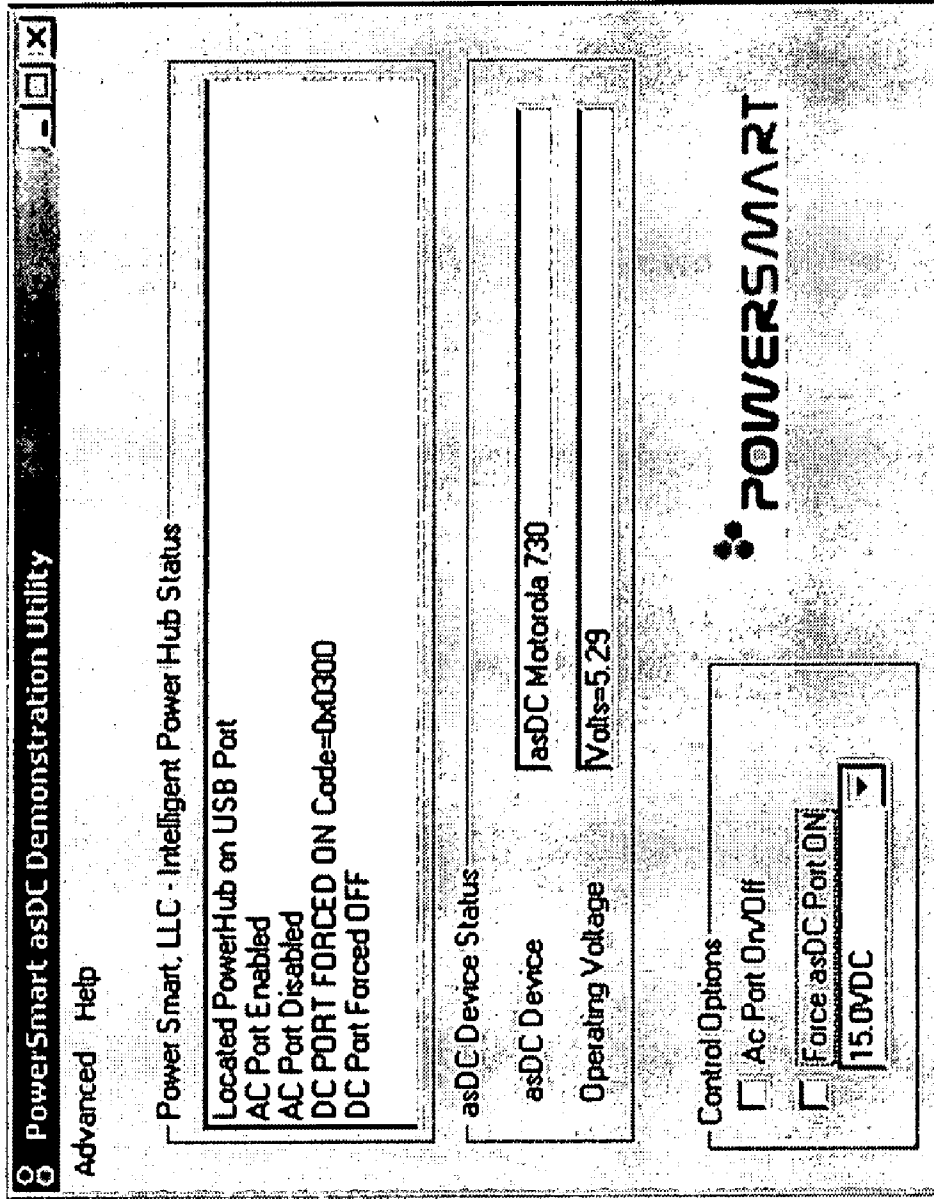 PowerSmart asDC Demonstration Utility
Advanced Help
Power Smart, LLC - Intelligent Power Hub Status
Located PowerHub on USB Port
AC Port Enabled
AC Port Disabled
DC PORT FORCED ON Code=0x0300
DC Port Forced OFF
asDC Device Status
asDC Device
asDC Motorola 730
Operating Voltage
Volts=5.29
Control Options
Ac Port On/Off
Force asDC Port ON
15.0VDC
POWERSMART